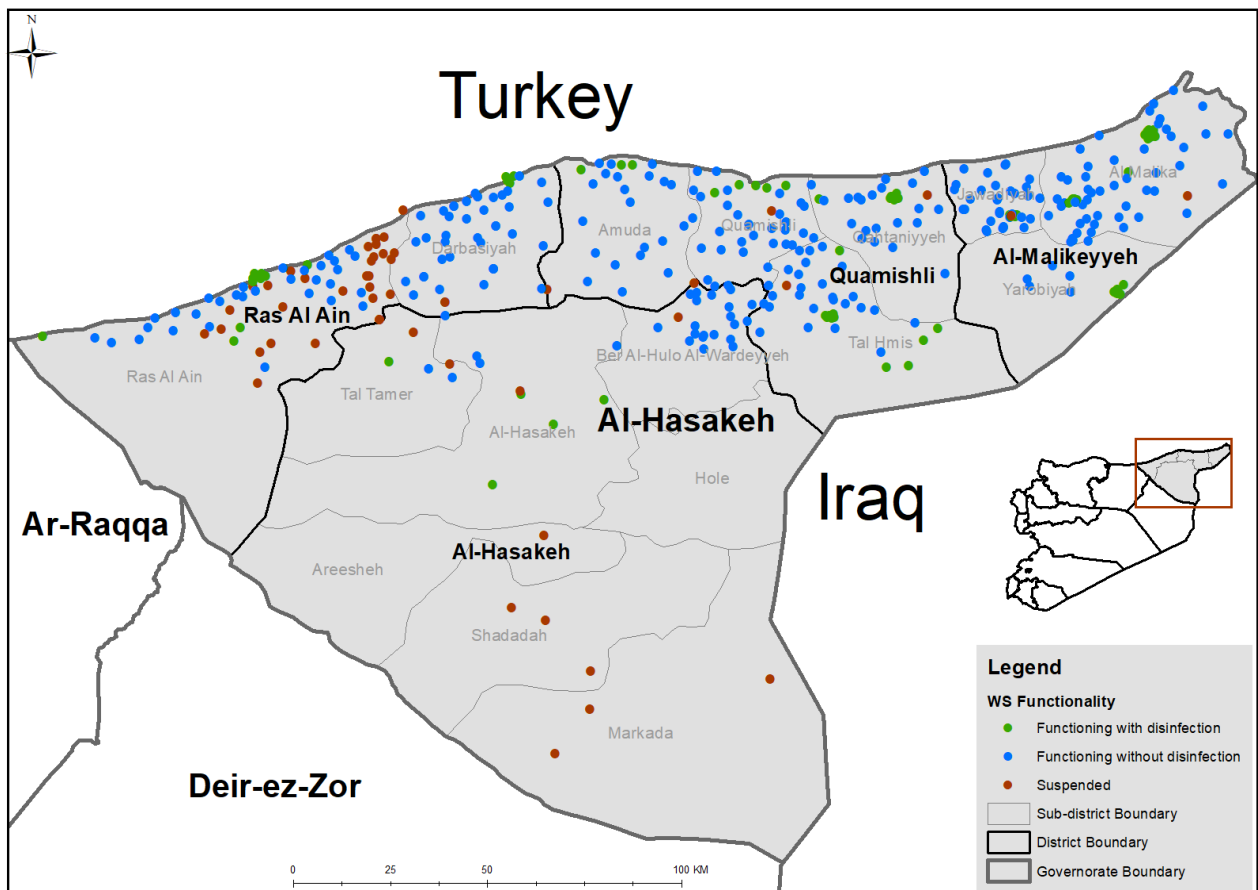 N
Turkey
Al-Malika
Jawadiyah
Quamishli
Amuda
Qahtaniyyeh
Darbasiyah
Al-Malikeyyeh
Quamishli
Yarobiyah
Ras Al Ain
Tal Hmis
Ber Al-Hulo Al-Wardeyyeh
Ras Al Ain
Tal Tamer
Al-Hasakeh
Al-Hasakeh
Hole
Iraq
Ar-Raqqa
Al-Hasakeh
Areesheh
Shadadah
Markada
Deir-ez-Zor
Legend
WS Functionality
Functioning with disinfection
Functioning without disinfection
Suspended
Sub-district Boundary
District Boundary
Governorate Boundary
0 25 50 100 KM